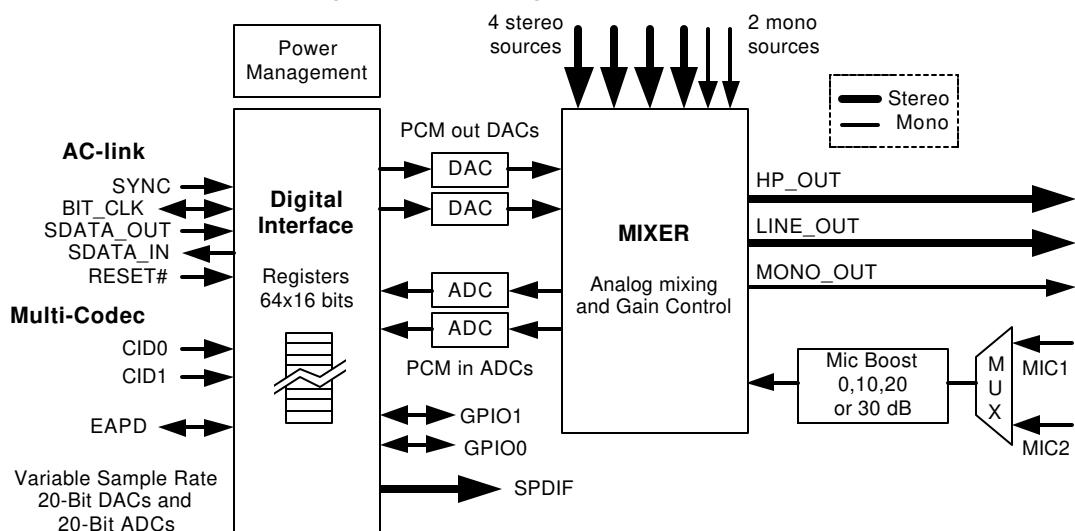 4 stereo
sources
2 mono
sources
Power
Management
Stereo
Mono
PCM out DACs
AC-link
SYNC
BIT_CLK
SDATA_OUT
SDATA_IN
RESET#
Multi-Codec
CID0
CID1
EAPD
Variable Sample Rate
20-Bit DACs and
20-Bit ADCs
Digital
Interface
Registers
64x16 bits
DAC
DAC
ADC
ADC
PCM in ADCs
GPIO1
GPIO0
SPDIF
MIXER
Analog mixing
and Gain Control
HP_OUT
LINE_OUT
MONO_OUT
Mic Boost
0,10,20
or 30 dB
M
U
X
MIC1
MIC2